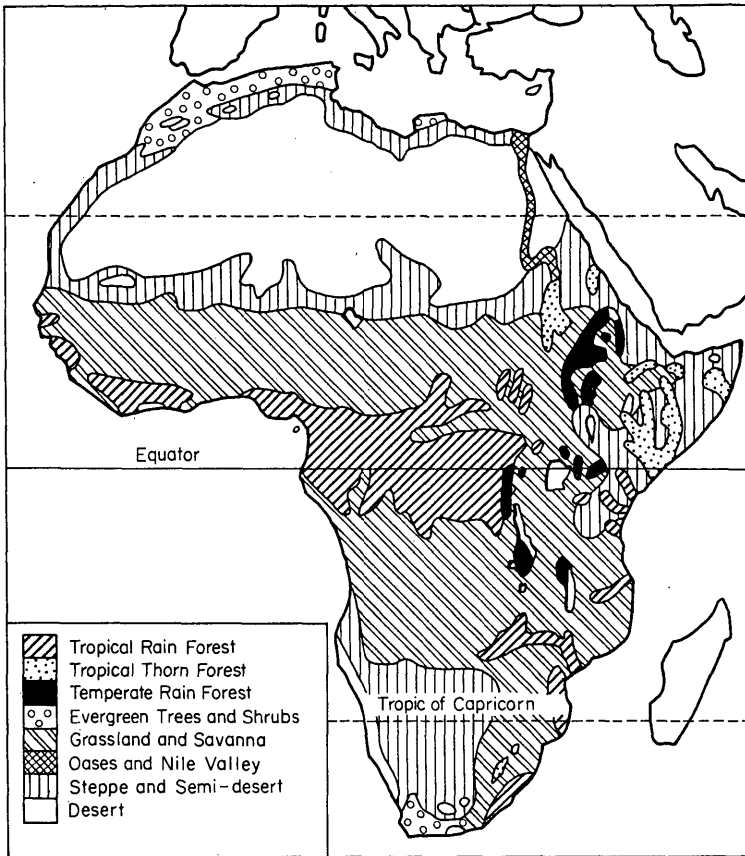 Equator
Tropic of Capricorn
Tropical Rain Forest
Tropical Thorn Forest
Temperate Rain Forest
Evergreen Trees and Shrubs
Grassland and Savanna
Oases and Nile Valley
Steppe and Semi-desert
Desert